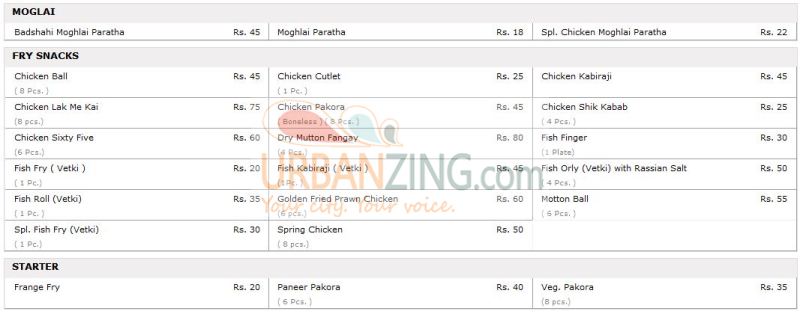 MOGLAI
Badshahi Moghlai Paratha Rs. 45 Moghlai Paratha Rs. 18 Spl. Chicken Moghlai Paratha Rs. 22
FRY SNACKS
Chicken Ball Rs. 45 Chicken Cutlet Rs. 25 Chicken Kabiraji Rs. 45
( 8 Pcs.) ( 1 Pc.)
Chicken Lak Me Kai Rs. 75 Chicken Pakora Rs. 45 Chicken Shik Kabab Rs. 25
(8 pcs.) Boneless ) ( 8 Pcs.) ( 4 Pcs.)
Chicken Sixty Five Rs. 60 Dry Mutton Fangay Rs. 80 Fish Finger Rs. 30
(6 Pcs.) (4 Pcs.) (1 Plate)
Fish Fry ( Vetki ) Rs. 20 Fish Kabiraji ( Vetki ) Rs. 45 Fish Orly (Vetki) with Rassian Salt Rs. 50
( 1 Pc.) (1Pc.) ( 4 Pcs.)
URBANZING.com
Fish Roll (Vetki) Rs. 35 Golden Fried Prawn Chicken Rs. 60 Motton Ball Rs. 55
Your city. Your voice.
( 1 Pc.) (6 pcs.) ( 6 Pcs.)
Spl. Fish Fry (Vetki) Rs. 30 Spring Chicken Rs. 50
( 1 Pc.) ( 8 pcs.)
STARTER
Frange Fry Rs. 20 Paneer Pakora Rs. 40 Veg. Pakora Rs. 35
( 6 Pcs.) (8 pcs.)